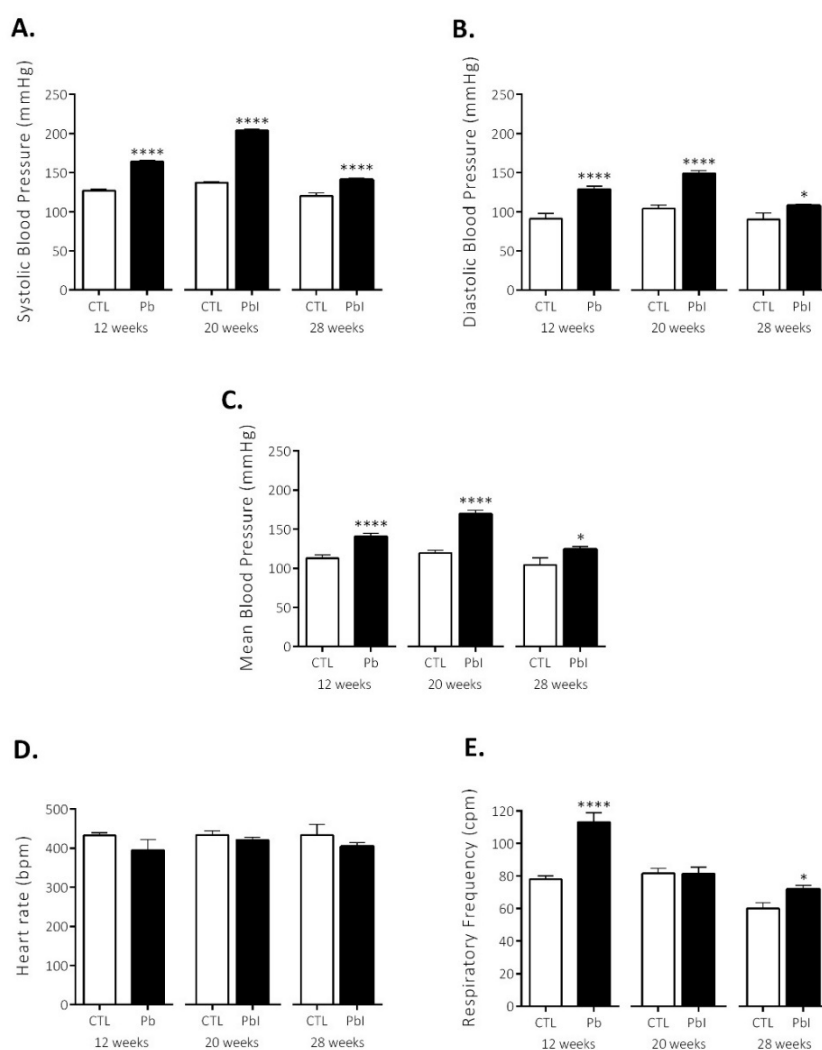 A.
Systolic Blood Pressure (mmHg)
250
200
150
100
50
0
****
****
****
CTL Pb CTL PbI CTL PbI
12 weeks 20 weeks 28 weeks
B.
Diastolic Blood Pressure (mmHg)
250
200
150
100
50
0
****
****
*
CTL Pb CTL PbI CTL PbI
12 weeks 20 weeks 28 weeks
C.
Mean Blood Pressure (mmHg)
250
200
150
100
50
0
****
****
*
CTL Pb CTL PbI CTL PbI
12 weeks 20 weeks 28 weeks
D.
Heart rate (bpm)
500
400
300
200
100
0
CTL Pb CTL PbI CTL PbI
12 weeks 20 weeks 28 weeks
E.
Respiratory Frequency (cpm)
120
100
80
60
40
20
0
****
*
CTL Pb CTL PbI CTL PbI
12 weeks 20 weeks 28 weeks